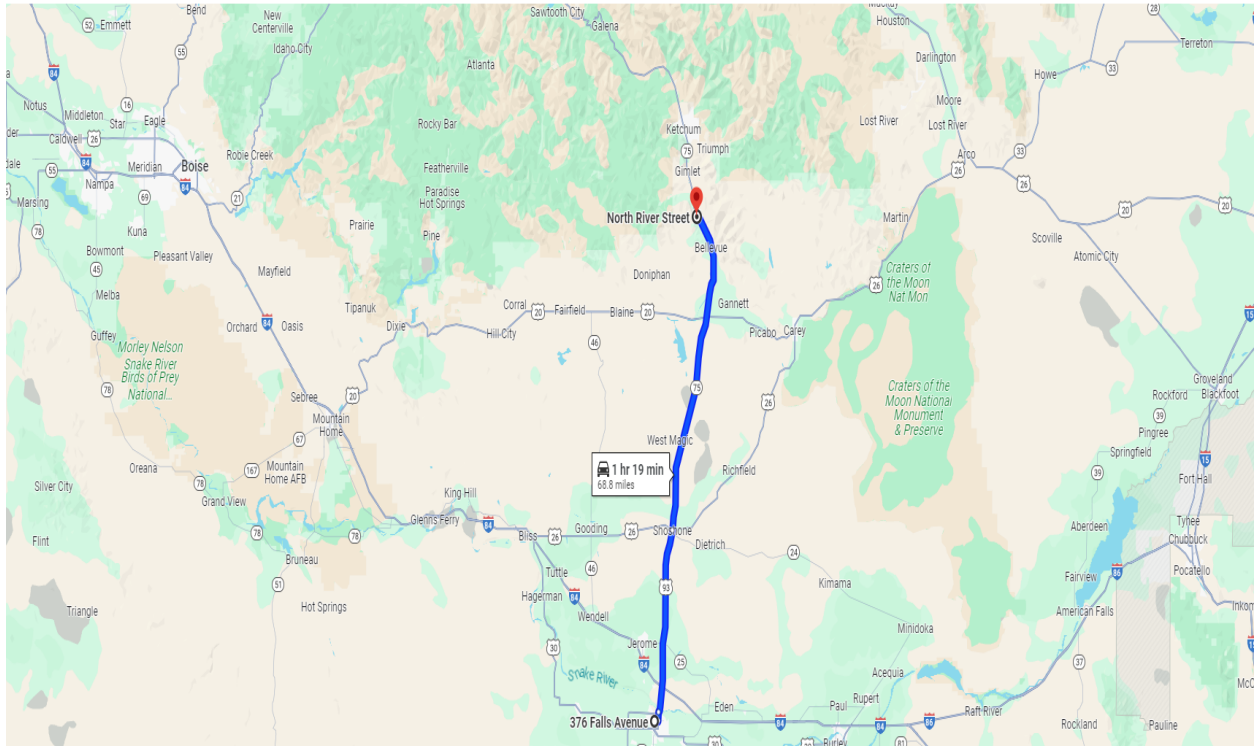 52
Emmett
Bend
New
Centerville
Sawtooth City
Galena
Mackay
Houston
28
55
Idaho City
Darlington
Terreton
84
33
Howe
Notus
16
Atlanta
Moore
Middleton
Star
Eagle
Rocky Bar
Lost River
Lost River
Caldwell
26
Ketchum
75
Triumph
33
Arco
26
84
Robie Creek
Featherville
Gimlet
26
55
Meridian
Boise
Nampa
84
Paradise
Hot Springs
20
69
21
Marsing
North River Street
Martin
20
78
Kuna
Prairie
Pine
Scoville
Bowmont
Pleasant Valley
Bellevue
Atomic City
45
Mayfield
Doniphan
Craters of
the Moon
Nat Mon
26
Melba
Tipanuk
Corral
20
Fairfield
Blaine
20
Gannett
15
Guffey
Orchard
84
Oasis
Dixie
Hill City
Picabo
Carey
46
Morley Nelson
Snake River
Birds of Prey
National...
78
Groveland
Blackfoot
Rockford
Craters of the
Moon National
Monument
& Preserve
75
Sebree
20
26
39
Mountain
Home
Pingree
67
West Magic
Springfield
15
Oreana
167
Mountain
Home AFB
1 hr 19 min
68.8 miles
Richfield
39
Fort Hall
Silver City
78
Grand View
King Hill
Aberdeen
Tyhee
Glenns Ferry
84
Gooding
26
Shoshone
Chubbuck
Flint
78
78
Bliss
26
Dietrich
24
Pocatello
Bruneau
Tuttle
46
Kimama
Fairview
86
51
Hagerman
84
93
Triangle
Hot Springs
Wendell
American Falls
Inkom
Minidoka
Jerome
15
30
84
25
37
Snake River
Acequia
Eden
Paul
Rupert
Raft River
376 Falls Avenue
84
86
Rockland
Pauline
30
30
Burley
81